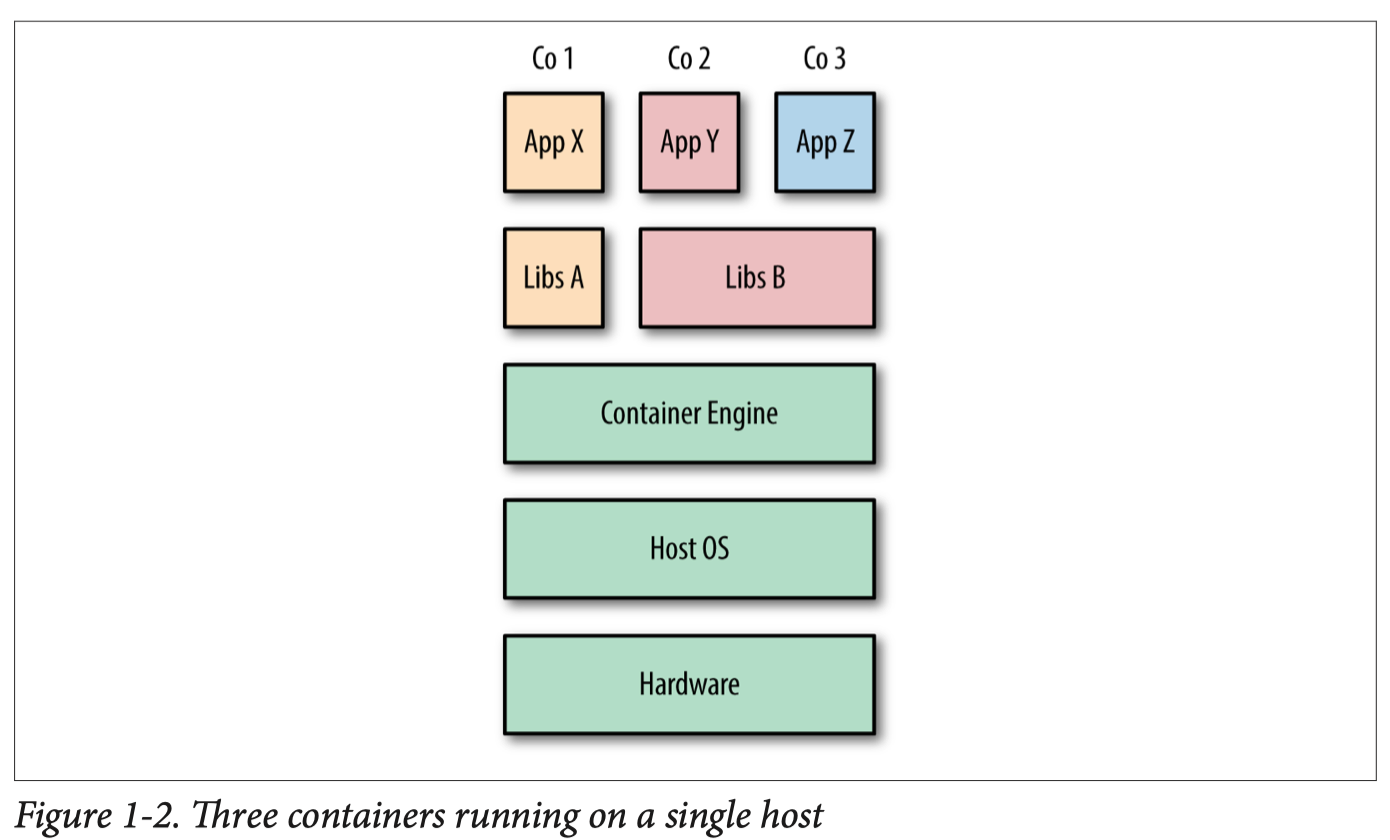 Co 1 Co 2 Co 3
App X App Y App Z
Libs A Libs B
Container Engine
Host OS
Hardware
Figure 1-2. Three containers running on a single host